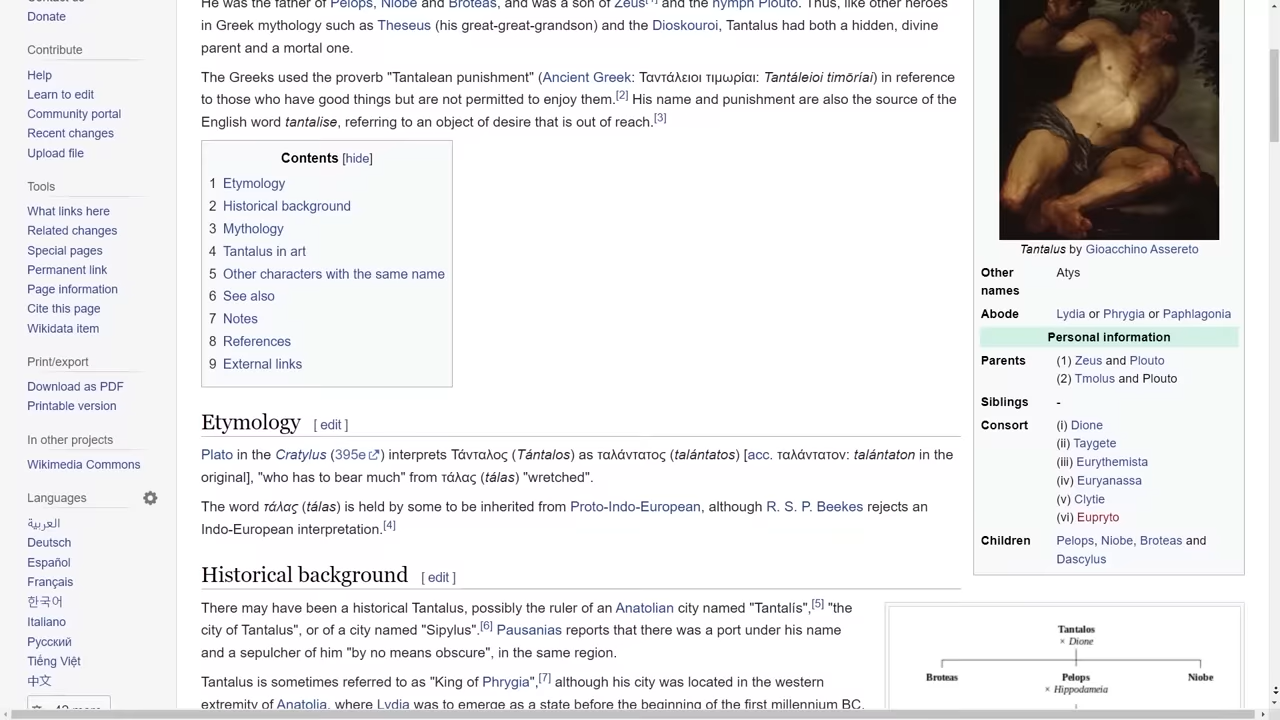 Donate
Contribute
Help
Learn to edit
Community portal
Recent changes
Upload file
Tools
What links here
Related changes
Special pages
Permanent link
Page information
Cite this page
Wikidata item
Print/export
Download as PDF
Printable version
In other projects
Wikimedia Commons
Languages
العربية
Deutsch
Español
Français
한국어
Italiano
Русский
Tiếng Việt
中文
He was the father of Pelops, Niobe and Broteas, and was a son of Zeus and the nymph Plouto. Thus, like other heroes
in Greek mythology such as Theseus (his great-great-grandson) and the Dioskouroi, Tantalus had both a hidden, divine
parent and a mortal one.
The Greeks used the proverb "Tantalean punishment" (Ancient Greek: Ταντάλειοι τιμωρίαι: Tantáleioi timōríai) in reference
to those who have good things but are not permitted to enjoy them.[2] His name and punishment are also the source of the
English word tantalise, referring to an object of desire that is out of reach.[3]
Contents [hide]
1 Etymology
2 Historical background
3 Mythology
4 Tantalus in art
5 Other characters with the same name
6 See also
7 Notes
8 References
9 External links
Etymology [ edit ]
Plato in the Cratylus (395e) interprets Τάνταλος (Tántalos) as ταλάντατος (talántatos) [acc. ταλάντατον: talántaton in the
original], "who has to bear much" from τάλας (tálas) "wretched".
The word τάλας (tálas) is held by some to be inherited from Proto-Indo-European, although R. S. P. Beekes rejects an
Indo-European interpretation.[4]
Historical background [ edit ]
There may have been a historical Tantalus, possibly the ruler of an Anatolian city named "Tantalís",[5] "the
city of Tantalus", or of a city named "Sipylus".[6] Pausanias reports that there was a port under his name
and a sepulcher of him "by no means obscure", in the same region.
Tantalus is sometimes referred to as "King of Phrygia",[7] although his city was located in the western
extremity of Anatolia, where Lydia was to emerge as a state before the beginning of the first millennium BC,
Tantalus by Gioacchino Assereto
Other names Atys
Abode Lydia or Phrygia or Paphlagonia
Personal information
Parents (1) Zeus and Plouto
(2) Tmolus and Plouto
Siblings -
Consort (i) Dione
(ii) Taygete
(iii) Eurythemista
(iv) Euryanassa
(v) Clytie
(vi) Eupryto
Children Pelops, Niobe, Broteas and
Dascylus
Tantalos
× Dione
Broteas Pelops Niobe
× Hippodameia